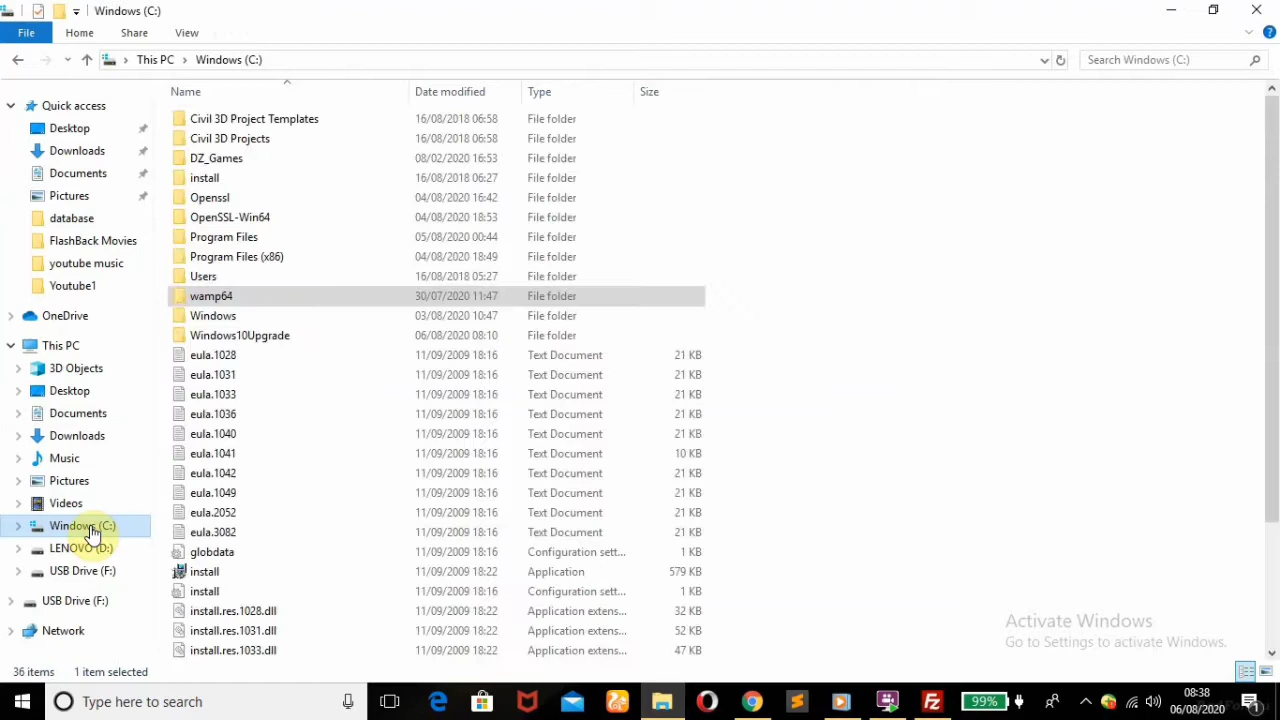 Windows (C:)
File Home Share View
This PC Windows (C:) Search Windows (C:)
Name Date modified Type Size
Quick access
Desktop
Downloads
Documents
Pictures
database
FlashBack Movies
youtube music
Youtube1
OneDrive
This PC
3D Objects
Desktop
Documents
Downloads
Music
Pictures
Videos
Windows (C:)
LENOVO (D:)
USB Drive (F:)
USB Drive (F:)
Network
Civil 3D Project Templates 16/08/2018 06:58 File folder
Civil 3D Projects 16/08/2018 06:58 File folder
DZ_Games 08/02/2020 16:53 File folder
install 16/08/2018 06:27 File folder
Openssl 04/08/2020 16:42 File folder
OpenSSL-Win64 04/08/2020 18:53 File folder
Program Files 05/08/2020 00:44 File folder
Program Files (x86) 04/08/2020 18:49 File folder
Users 16/08/2018 05:27 File folder
wamp64 30/07/2020 11:47 File folder
Windows 03/08/2020 10:47 File folder
Windows10Upgrade 06/08/2020 08:10 File folder
eula.1028 11/09/2009 18:16 Text Document 21 KB
eula.1031 11/09/2009 18:16 Text Document 21 KB
eula.1033 11/09/2009 18:16 Text Document 21 KB
eula.1036 11/09/2009 18:16 Text Document 21 KB
eula.1040 11/09/2009 18:16 Text Document 21 KB
eula.1041 11/09/2009 18:16 Text Document 10 KB
eula.1042 11/09/2009 18:16 Text Document 21 KB
eula.1049 11/09/2009 18:16 Text Document 21 KB
eula.2052 11/09/2009 18:16 Text Document 21 KB
eula.3082 11/09/2009 18:16 Text Document 21 KB
globdata 11/09/2009 18:16 Configuration sett... 1 KB
install 11/09/2009 18:22 Application 579 KB
install 11/09/2009 18:16 Configuration sett... 1 KB
install.res.1028.dll 11/09/2009 18:22 Application extens... 32 KB
install.res.1031.dll 11/09/2009 18:22 Application extens... 52 KB
install.res.1033.dll 11/09/2009 18:22 Application extens... 47 KB
Activate Windows
Go to Settings to activate Windows.
36 items 1 item selected
Type here to search
99%
08:38
06/08/2020
1